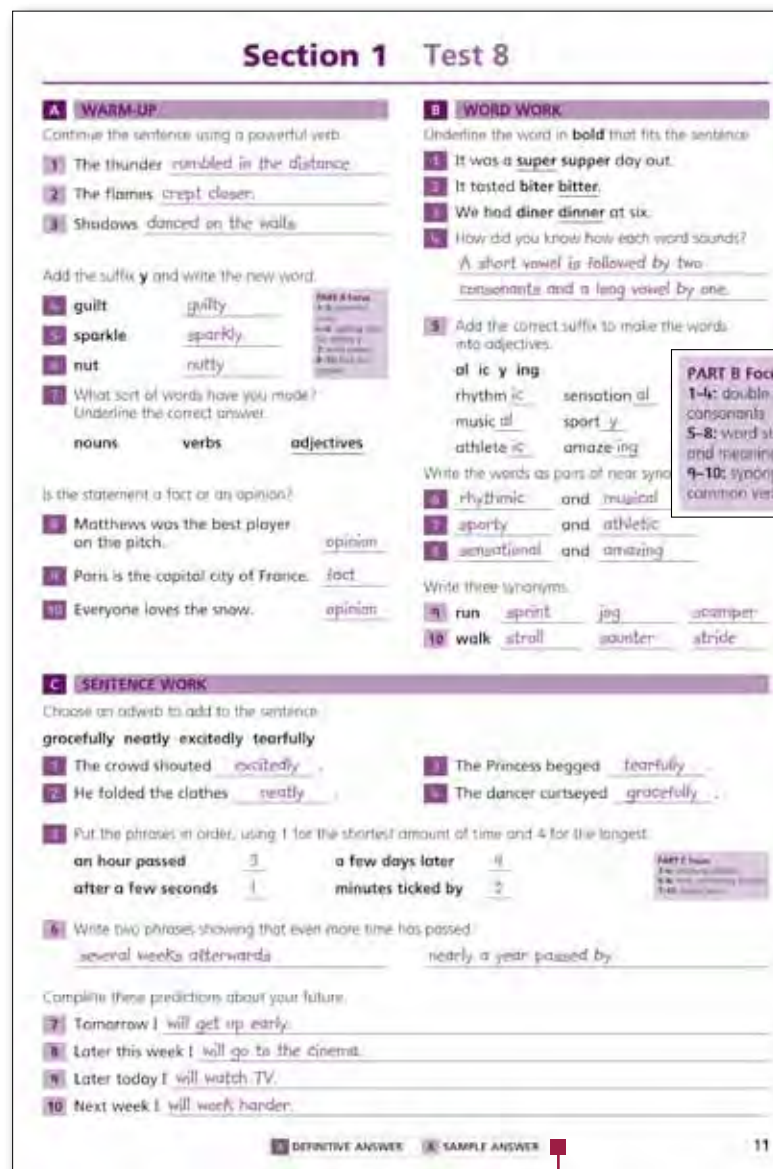 Section 1 Test 8
A WARM-UP
Continue the sentence using a powerful verb.
1 The thunder rumbled in the distance
2 The flames crept closer.
3 Shadows danced on the walls
Add the suffix y and write the new word.
4 guilt guilty
5 sparkle sparkly
6 nut nutty
PART A Focus
7 What sort of words have you made?
Underline the correct answer.
nouns verbs adjectives
Is the statement a fact or an opinion?
8 Matthews was the best player
on the pitch. opinion
9 Paris is the capital city of France. fact
10 Everyone loves the snow. opinion
B WORD WORK
Underline the word in bold that fits the sentence
1 It was a super supper day out.
2 It tasted biter bitter.
3 We had diner dinner at six.
4 How did you know how each word sounds?
A short vowel is followed by two
consonants and a long vowel by one.
5 Add the correct suffix to make the words
into adjectives.
al ic y ing
rhythm ic sensation al
music al sport y
athlete ic amaze ing
Write the words as pairs of near syno
6 rhythmic and musical
7 sporty and athletic
8 sensational and amazing
PART B Foc
1–4: double
consonants
5–8: word
and meanin
9–10: synon
common ver
Write three synonyms.
9 run sprint jog scamper
10 walk stroll saunter stride
C SENTENCE WORK
Choose an adverb to add to the sentence
gracefully neatly excitedly tearfully
1 The crowd shouted excitedly .
2 He folded the clothes neatly .
3 The Princess begged tearfully .
4 The dancer curtseyed gracefully .
5 Put the phrases in order, using 1 for the shortest amount of time and 4 for the longest.
an hour passed 3 a few days later 4
after a few seconds 1 minutes ticked by 2
6 Write two phrases showing that even more time has passed.
several weeks afterwards nearly a year passed by
Complete these predictions about your future.
7 Tomorrow I will get up early.
8 Later this week I will go to the cinema.
9 Later today I will watch TV.
10 Next week I will work harder.
DEFINITIVE ANSWER SAMPLE ANSWER
11